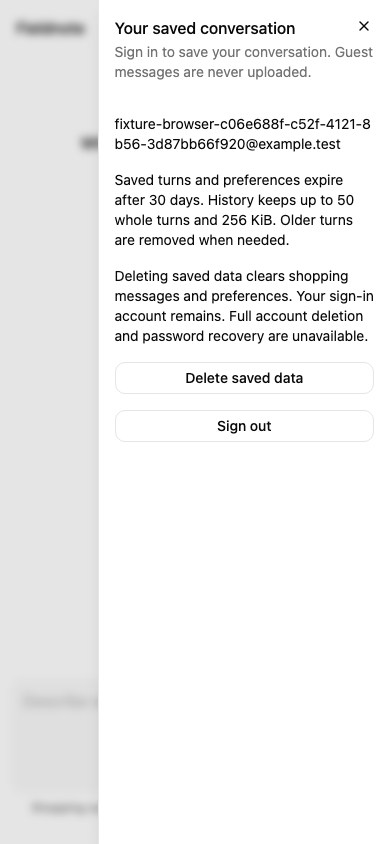 Your saved conversation
Sign in to save your conversation. Guest
messages are never uploaded.
fixture-browser-c06e688f-c52f-4121-8
b56-3d87bb66f920@example.test
Saved turns and preferences expire
after 30 days. History keeps up to 50
whole turns and 256 KiB. Older turns
are removed when needed.
Deleting saved data clears shopping
messages and preferences. Your sign-in
account remains. Full account deletion
and password recovery are unavailable.
Delete saved data
Sign out